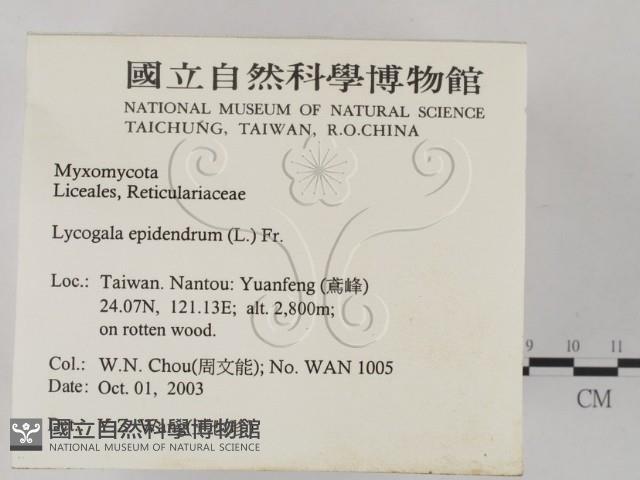 國立自然科學博物館
NATIONAL MUSEUM OF NATURAL SCIENCE
TAICHUNG, TAIWAN, R.O.CHINA
Myxomycota
Liceales, Reticulariaceae
Lycogala epidendrum (L.) Fr.
Loc.: Taiwan. Nantou: Yuanfeng (鳶峰)
24.07N, 121.13E; alt. 2,800m;
on rotten wood.
Col.: W.N. Chou(周文能); No. WAN 1005
Date: Oct. 01, 2003
國立自然科學博物館
NATIONAL MUSEUM OF NATURAL SCIENCE
9 10 11
CM